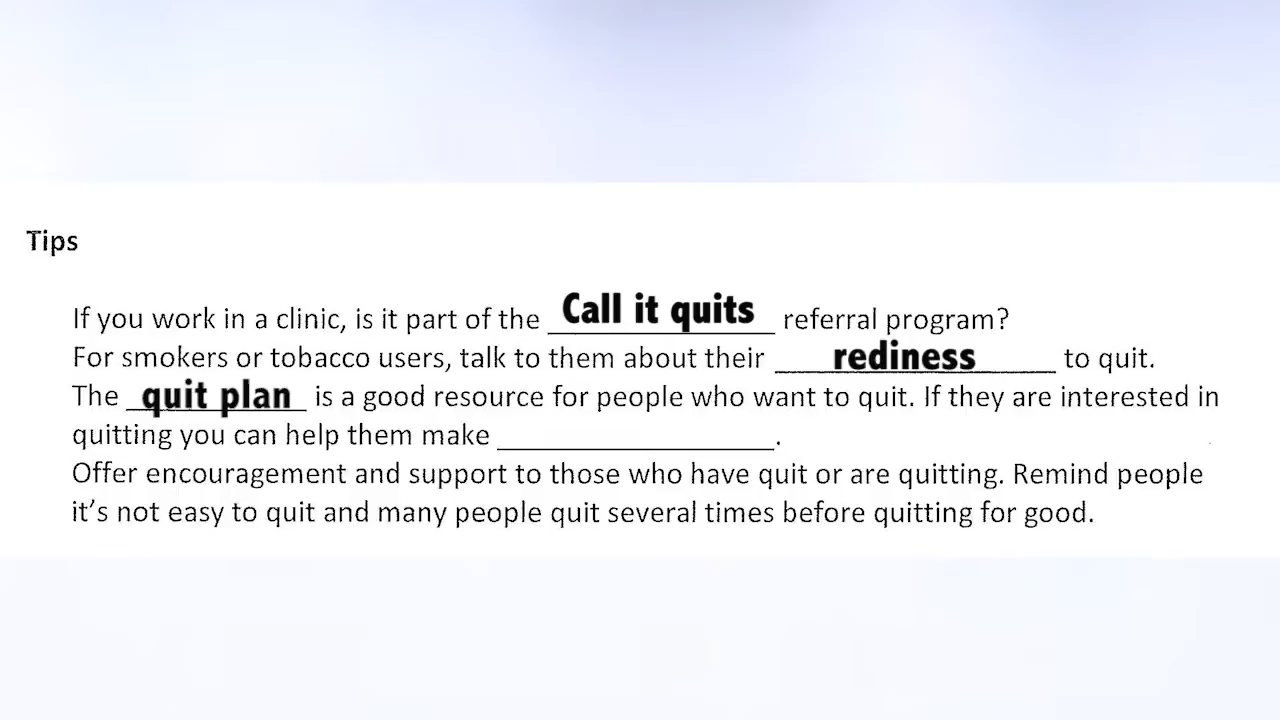 Tips
If you work in a clinic, is it part of the Call it quits referral program?
For smokers or tobacco users, talk to them about their rediness to quit.
The quit plan is a good resource for people who want to quit. If they are interested in
quitting you can help them make ____________________.
Offer encouragement and support to those who have quit or are quitting. Remind people
it’s not easy to quit and many people quit several times before quitting for good.